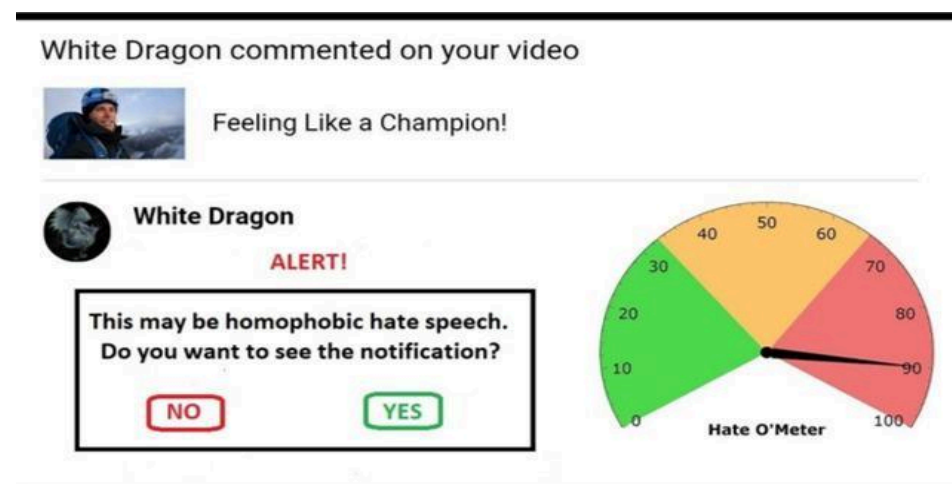 White Dragon commented on your video
Feeling Like a Champion!
White Dragon
ALERT!
This may be homophobic hate speech.
Do you want to see the notification?
NO
YES
0
10
20
30
40
50
60
70
80
90
100
Hate O'Meter